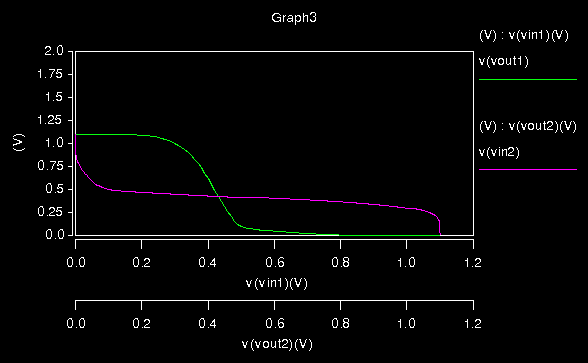 Graph3
(V) : v(vin1)(V)
v(vout1)
(V) : v(vout2)(V)
v(vin2)
(V)
2.0
1.75
1.5
1.25
1.0
0.75
0.5
0.25
0.0
0.0 0.2 0.4 0.6 0.8 1.0 1.2
v(vin1)(V)
0.0 0.2 0.4 0.6 0.8 1.0 1.2
v(vout2)(V)